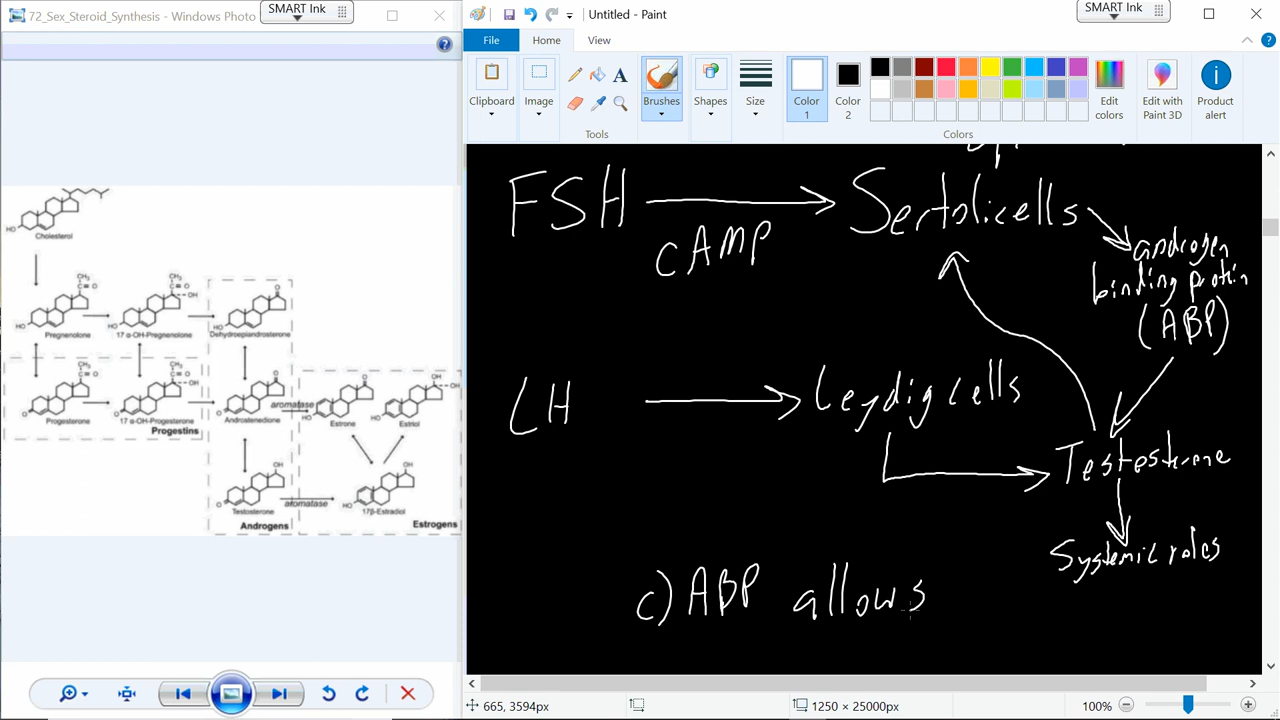 72_Sex_Steroid_Synthesis - Windows Photo
SMART Ink
Untitled - Paint
SMART Ink
File
Home
View
Clipboard
Image
Tools
Brushes
Shapes
Size
Color
1
Color
2
Colors
Edit
colors
Edit with
Paint 3D
Product
alert
Cholesterol
Pregnenolone
17 α-OH-Pregnenolone
Dehydroepiandrosterone
Progesterone
17 α-OH-Progesterone
Progestins
Androstenedione
aromatase
Estrone
Estriol
Testosterone
aromatase
17β-Estradiol
Androgens
Estrogens
FSH
cAMP
Sertoli cells
androgen
binding protein
(ABP)
LH
Leydig cells
Testosterone
Systemic roles
c) ABP allows
665, 3594px
1250 × 25000px
100%